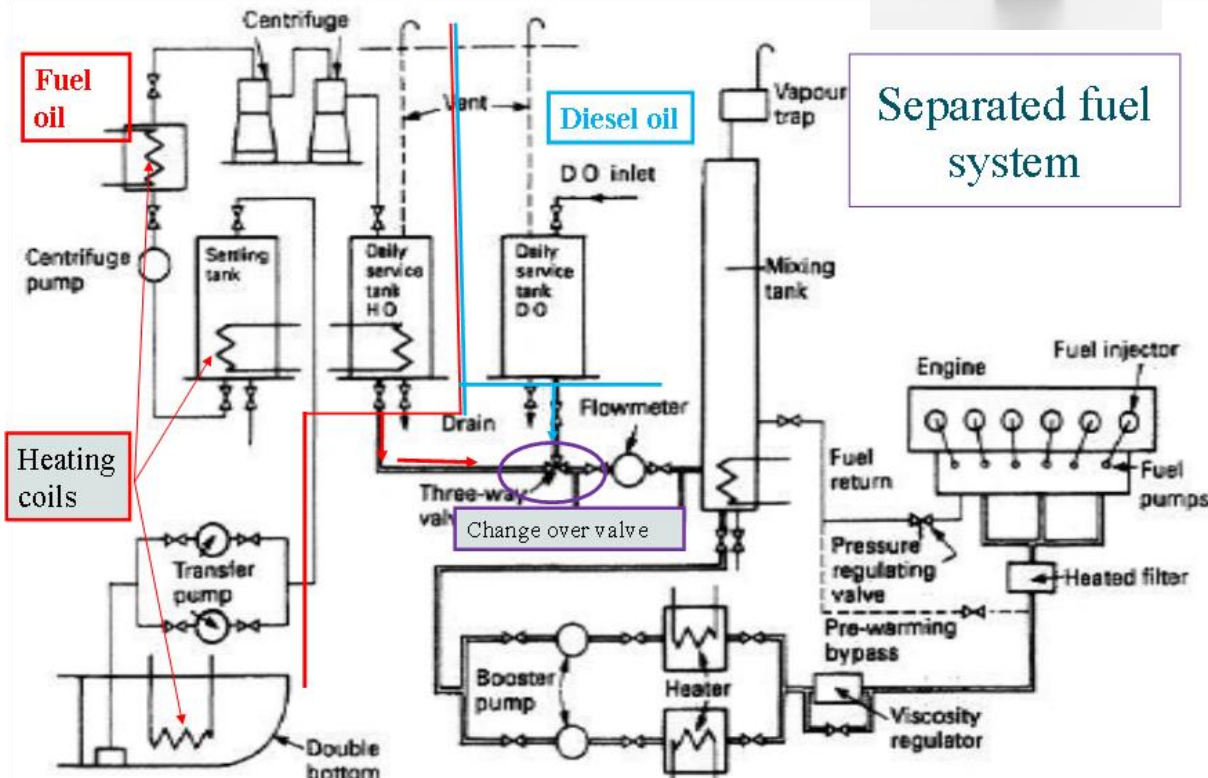 Centrifuge
Fuel
oil
Vent
Diesel oil
Vapour
trap
Separated fuel
system
DO inlet
Centrifuge
pump
Settling
tank
Daily
service
tank
HO
Daily
service
tank
DO
Mixing
tank
Engine
Fuel injector
Drain
Flowmeter
Heating
coils
Three-way
Change over valve
Fuel
return
Fuel
pumps
Transfer
pump
Pressure
regulating
valve
Heated filter
Pre-warming
bypass
Booster
pump
Heater
Viscosity
regulator
Double
bottom